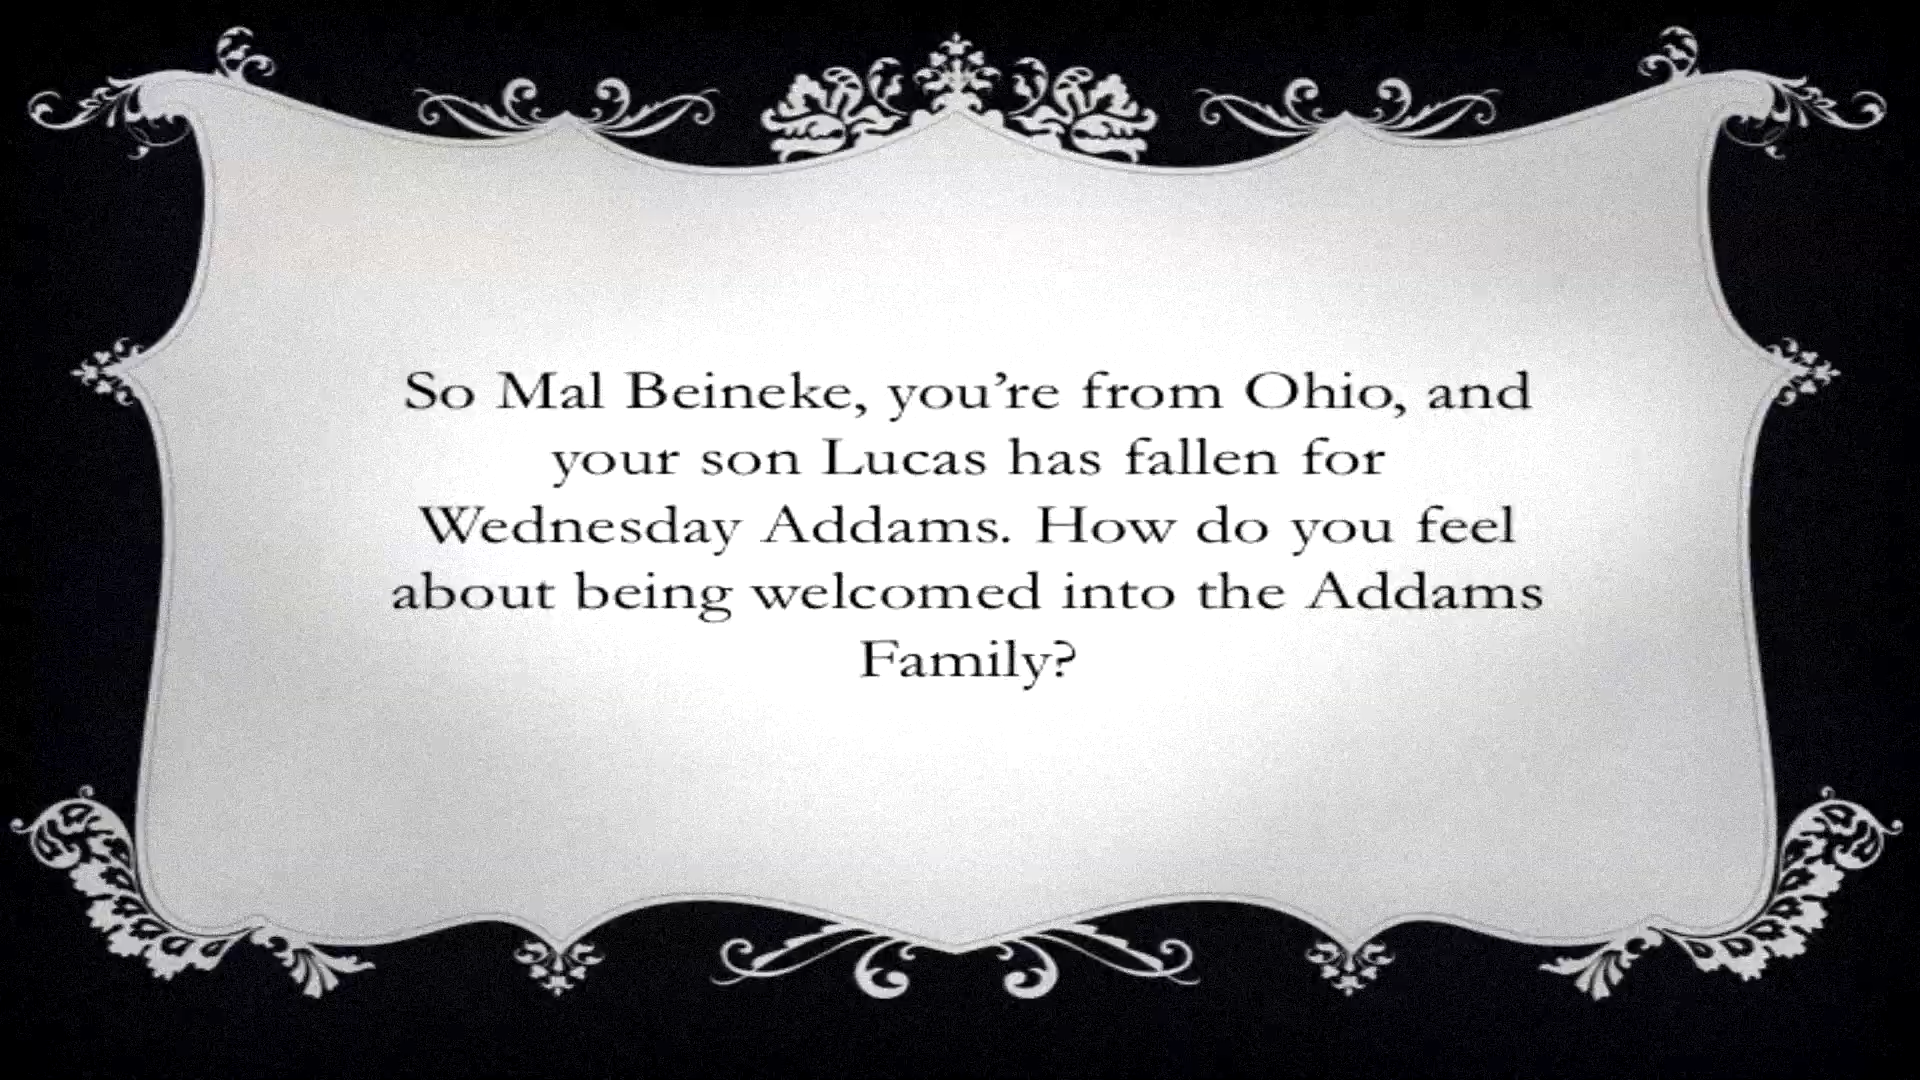 So Mal Beineke, you're from Ohio, and
your son Lucas has fallen for
Wednesday Addams. How do you feel
about being welcomed into the Addams
Family?